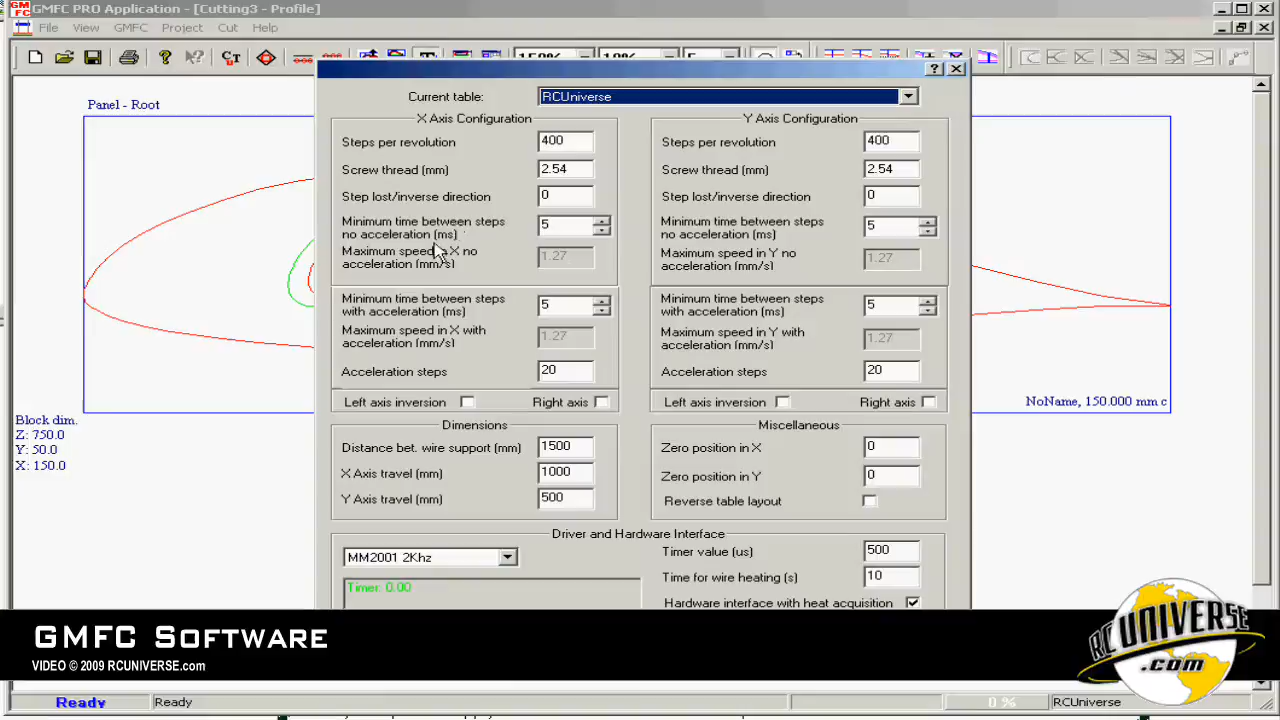 GMFC PRO Application - [Cutting3 - Profile]
File View GMFC Project Cut Help
Panel - Root
Current table: RCUniverse
X Axis Configuration
Steps per revolution 400
Screw thread (mm) 2.54
Step lost/inverse direction 0
Minimum time between steps
no acceleration (ms) 5
Maximum speed in X no
acceleration (mm/s) 1.27
Minimum time between steps
with acceleration (ms) 5
Maximum speed in X with
acceleration (mm/s) 1.27
Acceleration steps 20
Left axis inversion Right axis
Y Axis Configuration
Steps per revolution 400
Screw thread (mm) 2.54
Step lost/inverse direction 0
Minimum time between steps
no acceleration (ms) 5
Maximum speed in Y no
acceleration (mm/s) 1.27
Minimum time between steps
with acceleration (ms) 5
Maximum speed in Y with
acceleration (mm/s) 1.27
Acceleration steps 20
Left axis inversion Right axis
NoName, 150.000 mm c
Block dim.
Z: 750.0
Y: 50.0
X: 150.0
Dimensions
Distance bet. wire support (mm) 1500
X Axis travel (mm) 1000
Y Axis travel (mm) 500
Miscellaneous
Zero position in X 0
Zero position in Y 0
Reverse table layout
Driver and Hardware Interface
MM2001 2Khz
Timer: 0.00
Timer value (us) 500
Time for wire heating (s) 10
Hardware interface with heat acquisition
GMFC SOFTWARE
VIDEO © 2009 RCUNIVERSE.com
RCUNIVERSE
.com
Ready Ready 0 % RCUniverse